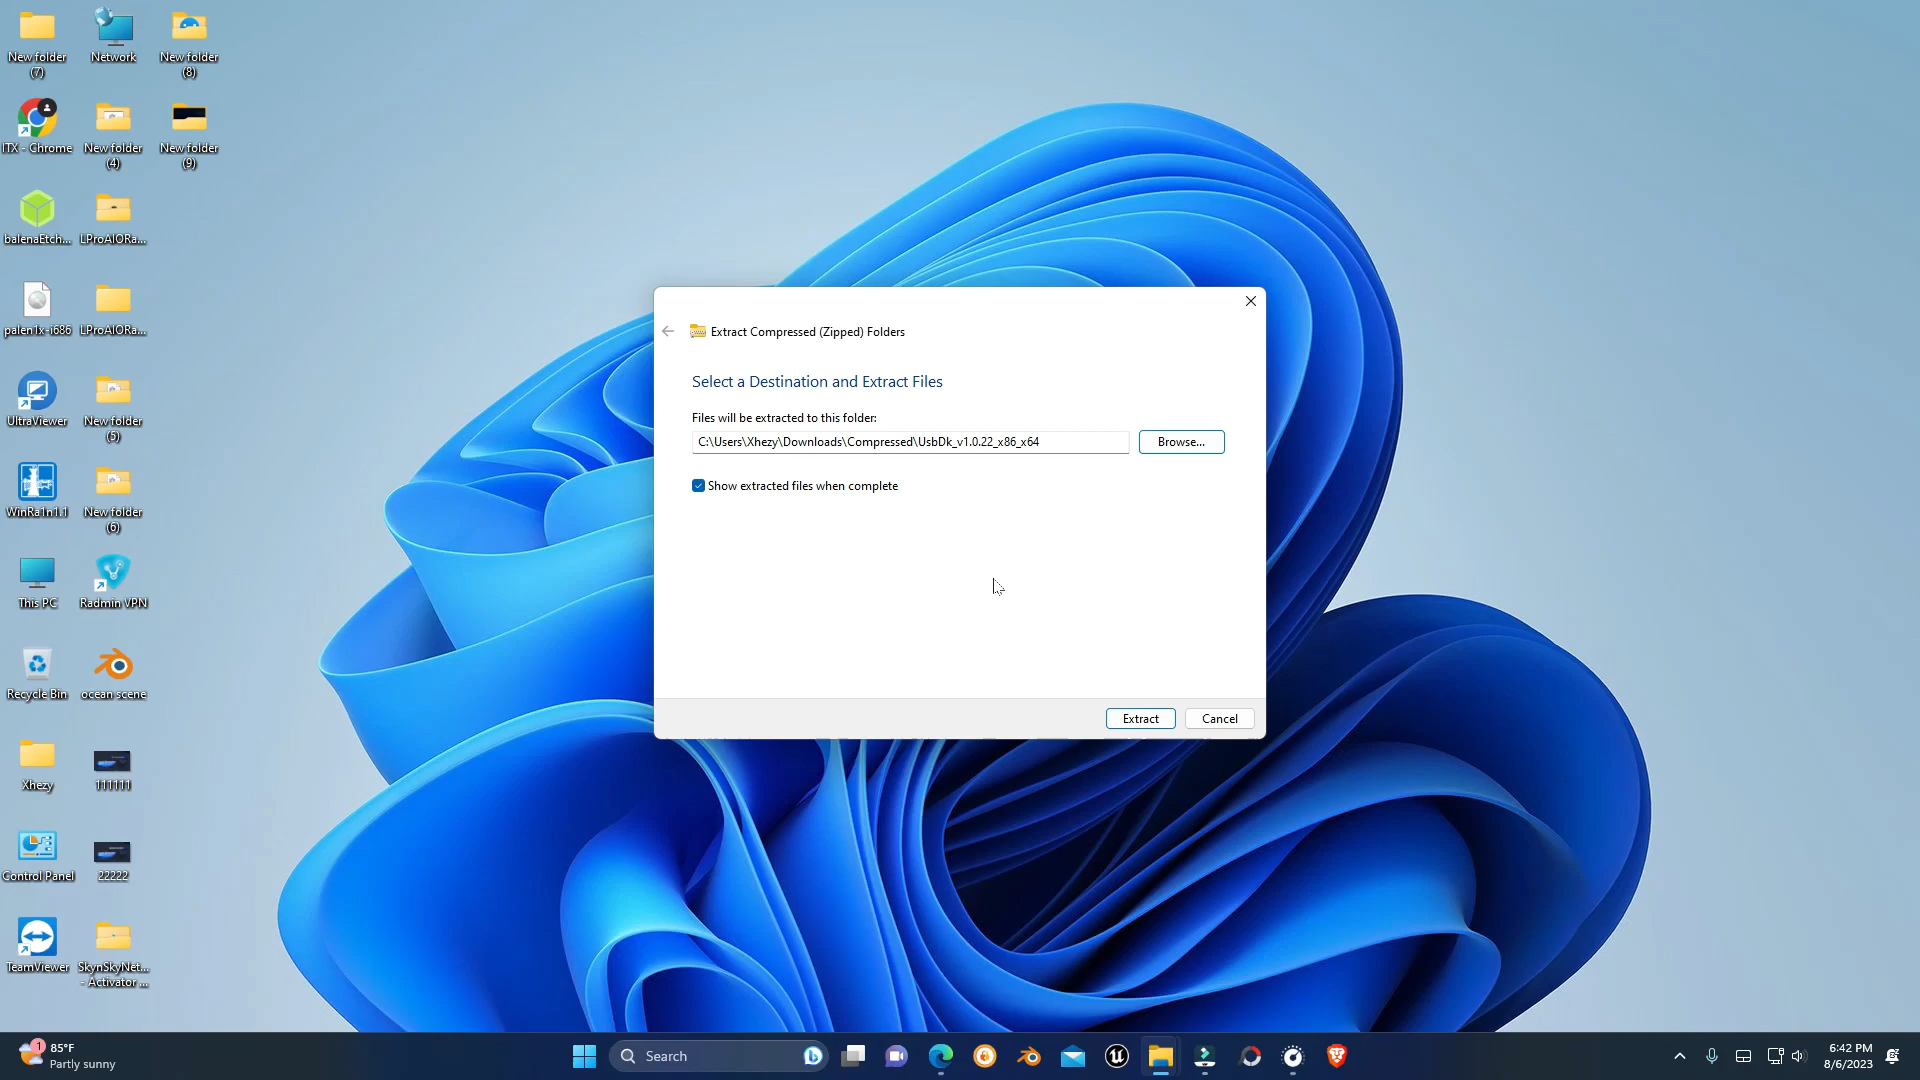 New folder
(7)
Network
New folder
(8)
ITX - Chrome
New folder
(4)
New folder
(9)
balenaEtch...
LProAIORa...
palen1x-i686
LProAIORa...
UltraViewer
New folder
(5)
WinRa1n1.1
New folder
(6)
This PC
Radmin VPN
Recycle Bin
ocean scene
Xhezy
111111
Control Panel
22222
TeamViewer
SkynSkyNet...
- Activator ...
Extract Compressed (Zipped) Folders
Select a Destination and Extract Files
Files will be extracted to this folder:
C:\Users\Xhezy\Downloads\Compressed\UsbDk_v1.0.22_x86_x64
Browse...
Show extracted files when complete
Extract
Cancel
1
85°F
Partly sunny
Search
6:42 PM
8/6/2023